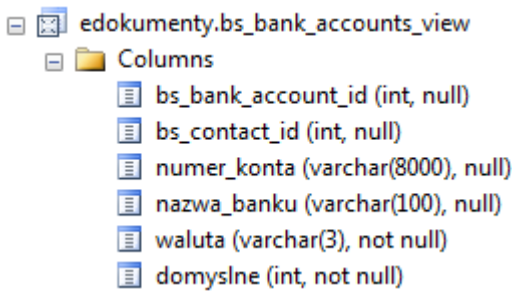 edokumenty.bs_bank_accounts_view
Columns
bs_bank_account_id (int, null)
bs_contact_id (int, null)
numer_konta (varchar(8000), null)
nazwa_banku (varchar(100), null)
waluta (varchar(3), not null)
domyslne (int, not null)